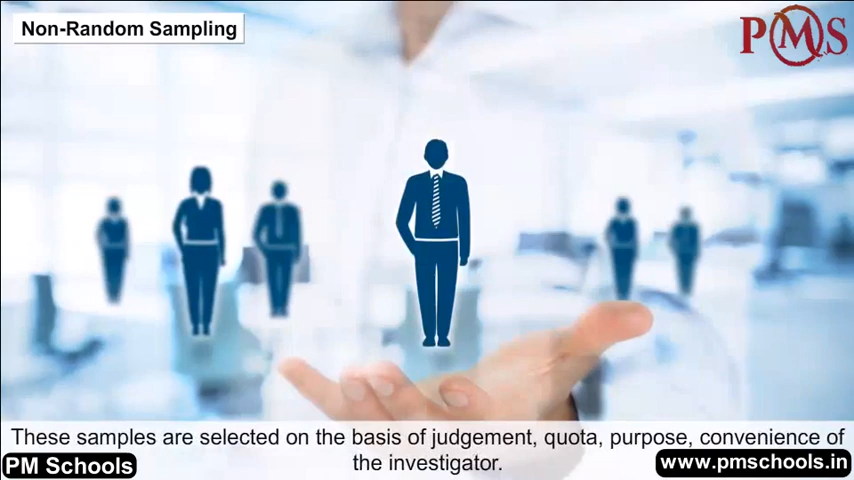 Non-Random Sampling
PMS
These samples are selected on the basis of judgement, quota, purpose, convenience of
the investigator.
PM Schools
www.pmschools.in